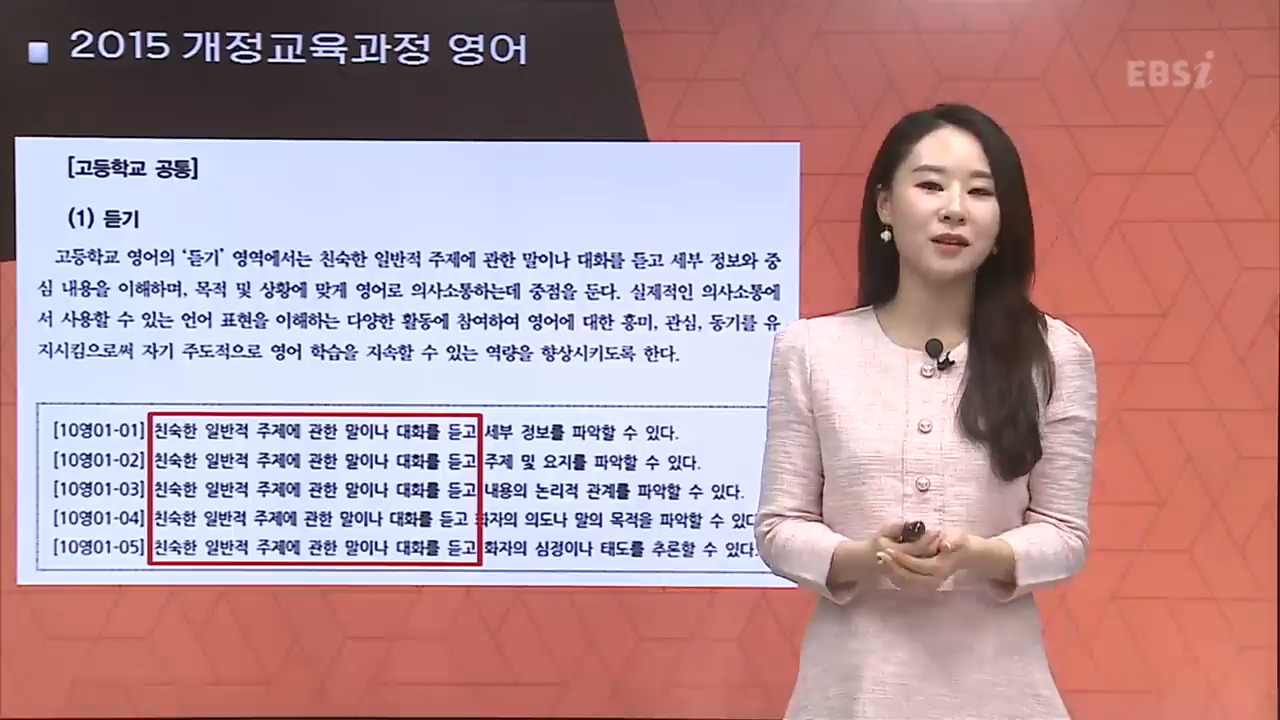 2015 개정교육과정 영어
EBSi
[고등학교 공통]
(1) 듣기
고등학교 영어의 '듣기' 영역에서는 친숙한 일반적 주제에 관한 말이나 대화를 듣고 세부 정보와 중
심 내용을 이해하며, 목적 및 상황에 맞게 영어로 의사소통하는데 중점을 둔다. 실제적인 의사소통에
서 사용할 수 있는 언어 표현을 이해하는 다양한 활동에 참여하여 영어에 대한 흥미, 관심, 동기를 유
지시킴으로써 자기 주도적으로 영어 학습을 지속할 수 있는 역량을 향상시키도록 한다.
[10영01-01] 친숙한 일반적 주제에 관한 말이나 대화를 듣고 세부 정보를 파악할 수 있다.
[10영01-02] 친숙한 일반적 주제에 관한 말이나 대화를 듣고 주제 및 요지를 파악할 수 있다.
[10영01-03] 친숙한 일반적 주제에 관한 말이나 대화를 듣고 내용의 논리적 관계를 파악할 수 있다.
[10영01-04] 친숙한 일반적 주제에 관한 말이나 대화를 듣고 화자의 의도나 말의 목적을 파악할 수 있다
[10영01-05] 친숙한 일반적 주제에 관한 말이나 대화를 듣고 화자의 심정이나 태도를 추론할 수 있다.